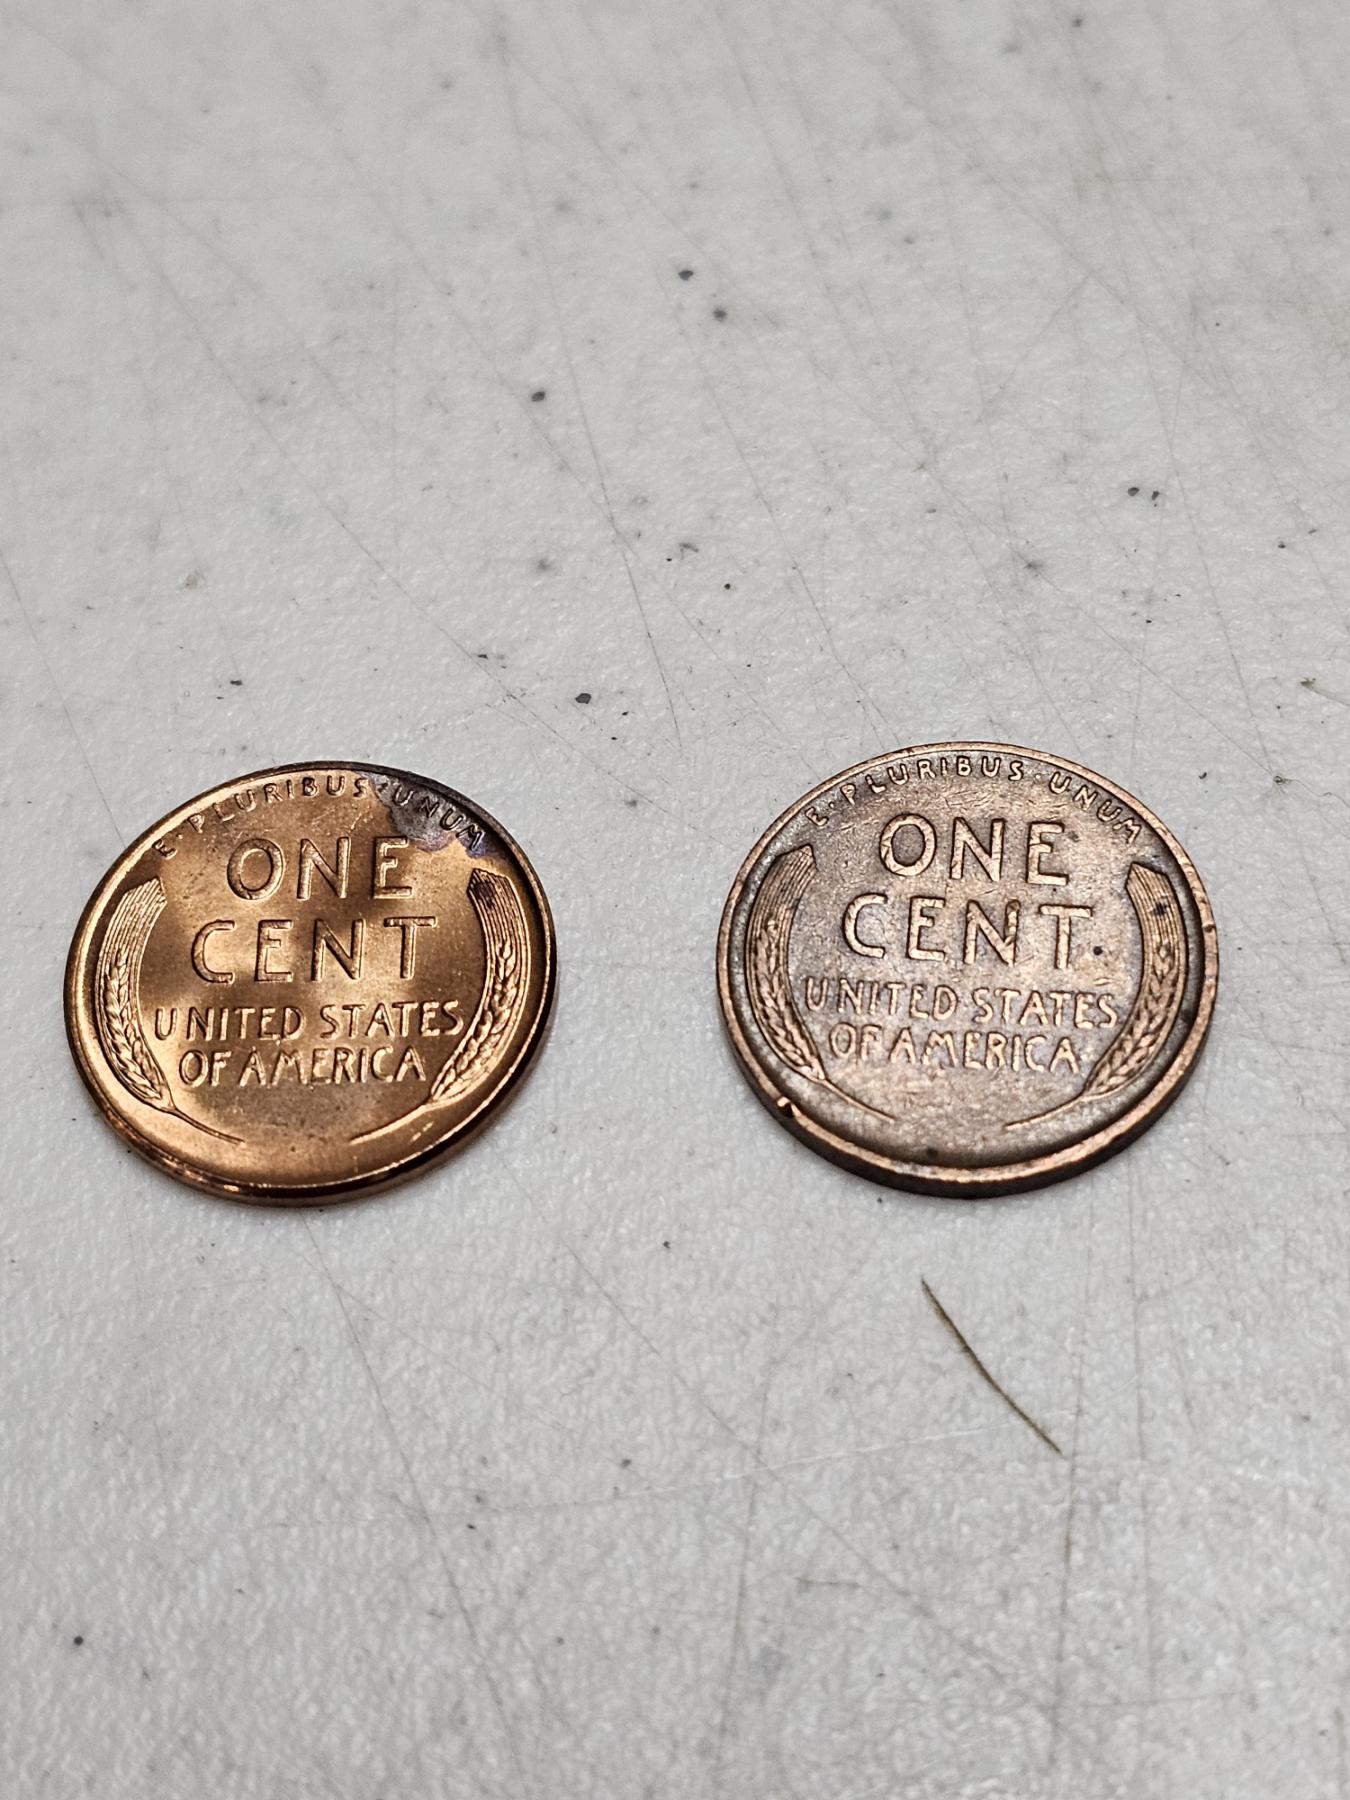 E·PLURIBUS·UNUM
ONE
CENT
UNITED STATES
OF AMERICA
E·PLURIBUS·UNUM
ONE
CENT
UNITED STATES
OF AMERICA